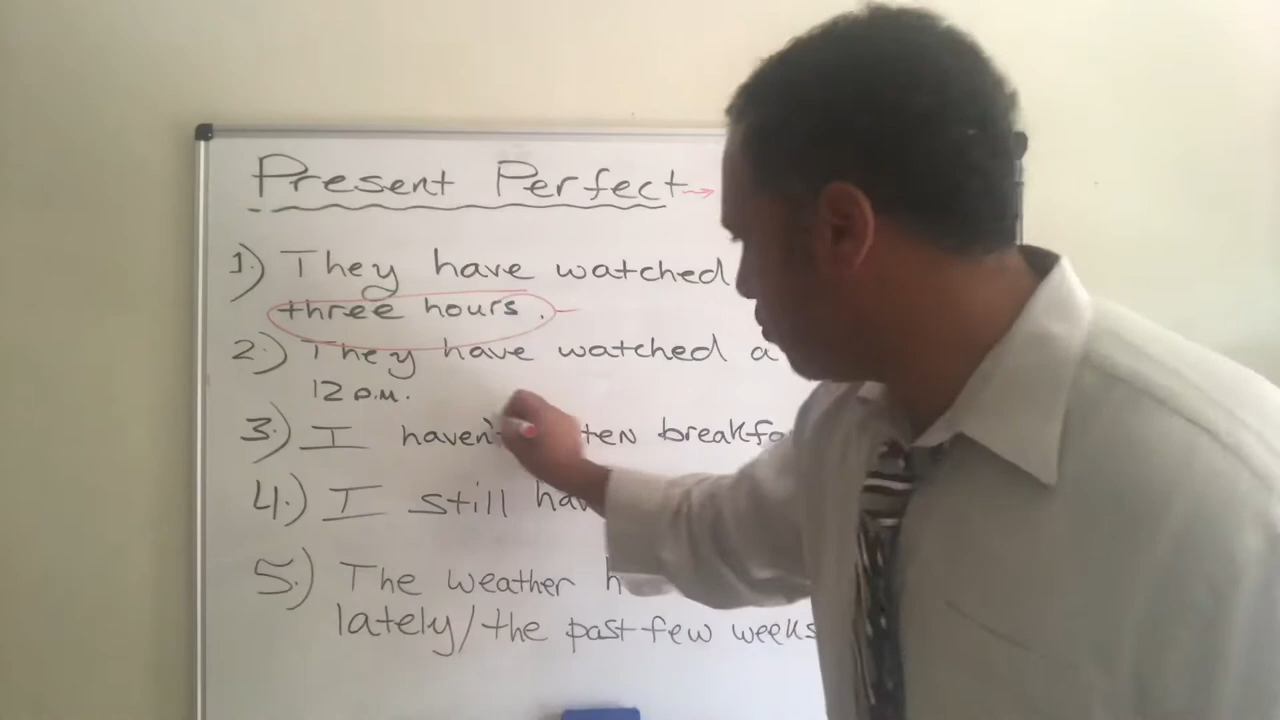 Present Perfect →
1.) They have watched
three hours.
2.) They have watched a
12 P.M.
3.) I haven't breakfa
4.) I still hav
5.) The weather h
lately/the past few weeks